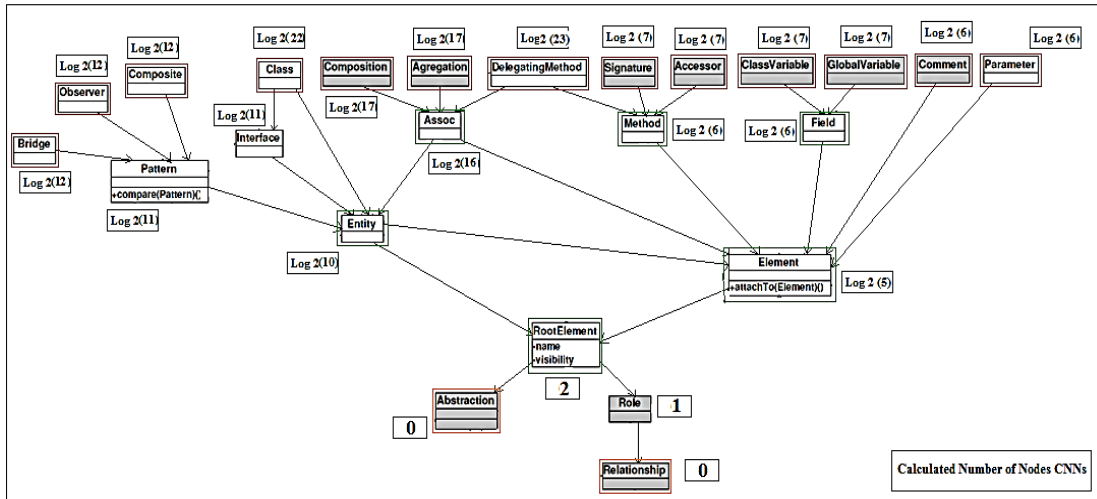 Log 2(12)
Log 2(22)
Log 2(17)
Log2 (23)
Log 2 (7)
Log 2 (7)
Log 2 (7)
Log 2 (7)
Log 2 (6)
Log 2 (6)
Log 2(12)
Composite
Class
Composition
Agregation
DelegatingMethod
Signature
Accessor
ClassVariable
GlobalVariable
Comment
Parameter
Observer
Log 2(17)
Log 2(11)
Assoc
Method
Log 2 (6)
Log 2 (6)
Field
Bridge
Interface
Log 2(16)
Pattern
+compare(Pattern)()
Log 2(12)
Log 2(11)
Entity
Log 2(10)
Element
+attachTo(Element)()
Log 2 (5)
RootElement
-name
-visibility
2
Abstraction
0
Role
1
Relationship
0
Calculated Number of Nodes CNNs